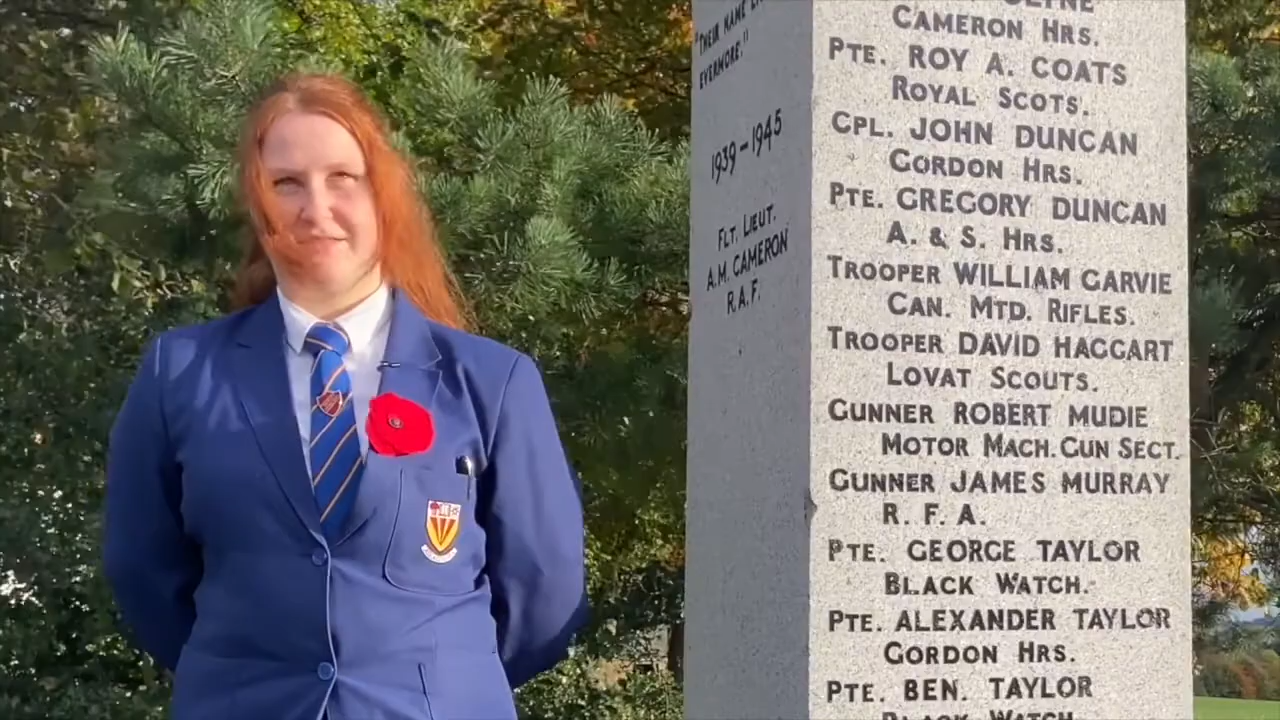 "THEIR NAME
EVERMORE."
1939-1945
FLT. LIEUT.
A.M. CAMERON
R.A.F.
CAMERON HRS.
PTE. ROY A. COATS
ROYAL SCOTS.
CPL. JOHN DUNCAN
GORDON HRS.
PTE. GREGORY DUNCAN
A. & S. HRS.
TROOPER WILLIAM GARVIE
CAN. MTD. RIFLES.
TROOPER DAVID HAGGART
LOVAT SCOUTS.
GUNNER ROBERT MUDIE
MOTOR MACH. GUN SECT.
GUNNER JAMES MURRAY
R. F. A.
PTE. GEORGE TAYLOR
BLACK WATCH.
PTE. ALEXANDER TAYLOR
GORDON HRS.
PTE. BEN. TAYLOR
BLACK WATCH